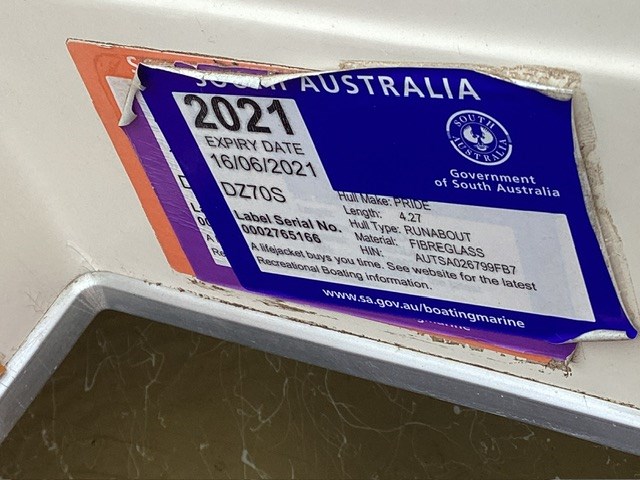 SOUTH AUSTRALIA
2021
EXPIRY DATE
16/06/2021
DZ70S
Label Serial No.
0002765166
SOUTH AUSTRALIA
Government
of South Australia
Hull Make: PRIDE
Length: 4.27
Hull Type: RUNABOUT
Material: FIBREGLASS
HIN: AUTSA026799FB7
A lifejacket buys you time. See website for the latest
Recreational Boating information.
www.sa.gov.au/boatingmarine